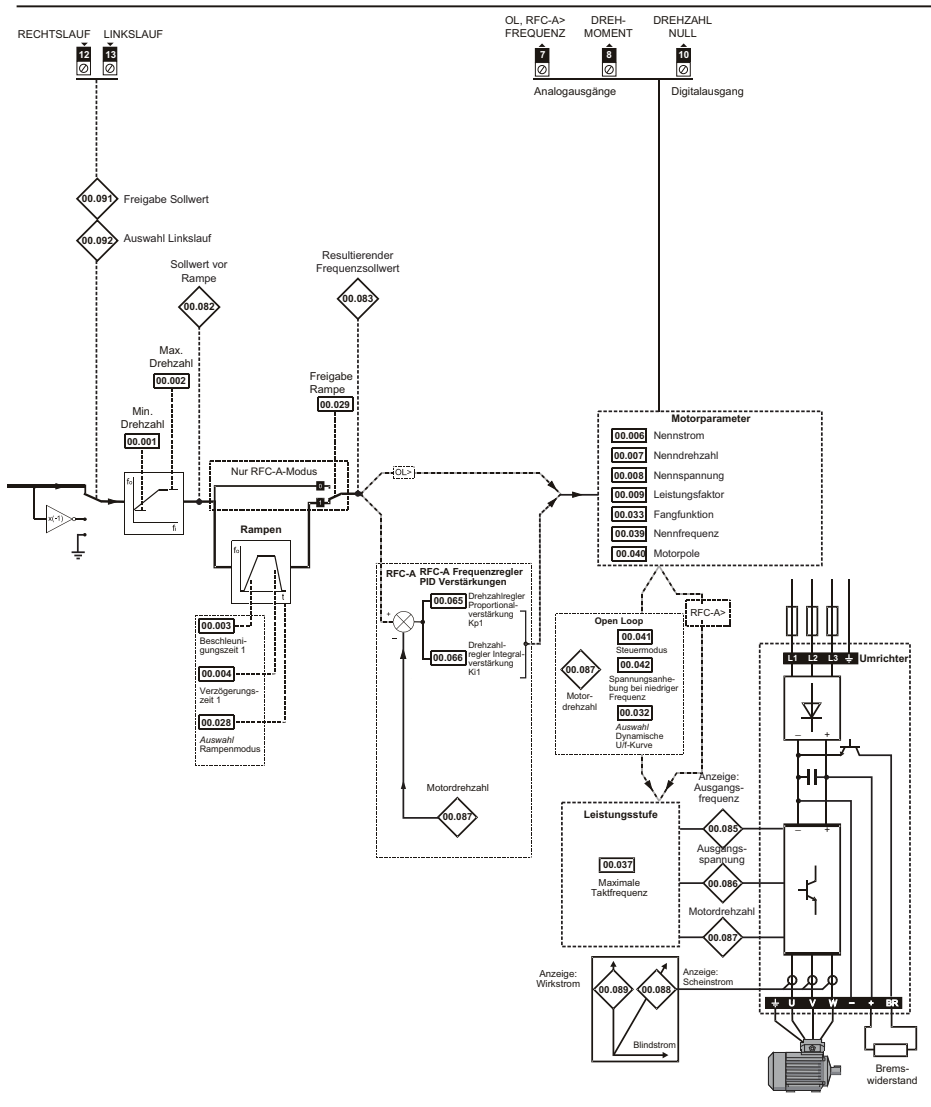 RECHTSLAUF
LINKSLAUF
12
13
OL, RFC-A>
FREQUENZ
DREH-
MOMENT
DREHZAHL
NULL
7
8
10
Analogausgänge
Digitalausgang
00.091
Freigabe Sollwert
00.092
Auswahl Linkslauf
Sollwert vor
Rampe
00.082
Resultierender
Frequenzsollwert
00.083
Max.
Drehzahl
00.002
Min.
Drehzahl
00.001
Freigabe
Rampe
00.029
Nur RFC-A-Modus
0
1
x(-1)
fo
fi
Rampen
fo
t
00.003
Beschleuni-
gungszeit 1
00.004
Verzögerungs-
zeit 1
00.028
Auswahl
Rampenmodus
OL>
RFC-A
RFC-A Frequenzregler
PID Verstärkungen
+
–
00.065
Drehzahlregler
Proportional-
verstärkung
Kp1
00.066
Drehzahl-
regler Integral-
verstärkung
Ki1
Motordrehzahl
00.087
Motorparameter
00.006 Nennstrom
00.007 Nenndrehzahl
00.008 Nennspannung
00.009 Leistungsfaktor
00.033 Fangfunktion
00.039 Nennfrequenz
00.040 Motorpole
RFC-A>
Open Loop
00.041
Steuermodus
00.042
Spannungsanhe-
bung bei niedriger
Frequenz
00.032
Auswahl
Dynamische
U/f-Kurve
00.087
Motor-
drehzahl
Leistungsstufe
00.037
Maximale
Taktfrequenz
Anzeige:
Ausgangs-
frequenz
00.085
Ausgangs-
spannung
00.086
Motordrehzahl
00.087
Anzeige:
Wirkstrom
00.089
00.088
Anzeige:
Scheinstrom
Blindstrom
L1 L2 L3
Umrichter
– +
– +
U V W – + BR
Brems-
widerstand